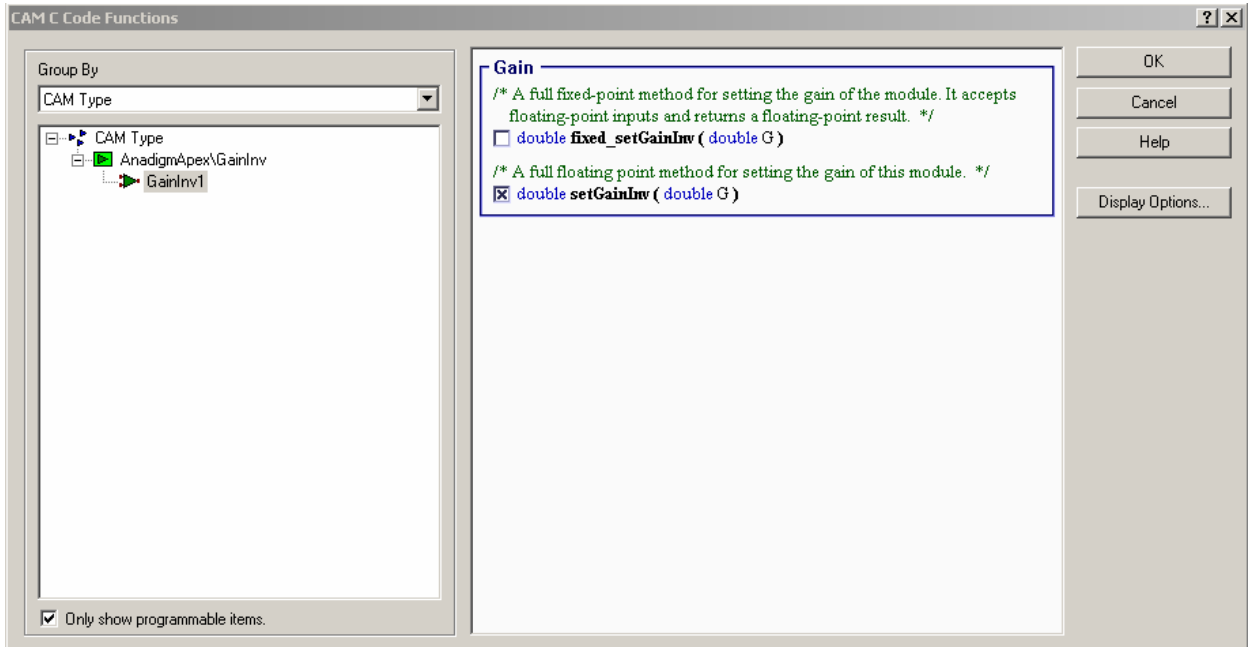 CAM C Code Functions
Group By
CAM Type
CAM Type
AnadigmApex\GainInv
GainInv1
Only show programmable items.
Gain
/* A full fixed-point method for setting the gain of the module. It accepts
floating-point inputs and returns a floating-point result. */
double fixed_setGainInv ( double G )
/* A full floating point method for setting the gain of this module. */
double setGainInv ( double G )
OK
Cancel
Help
Display Options...